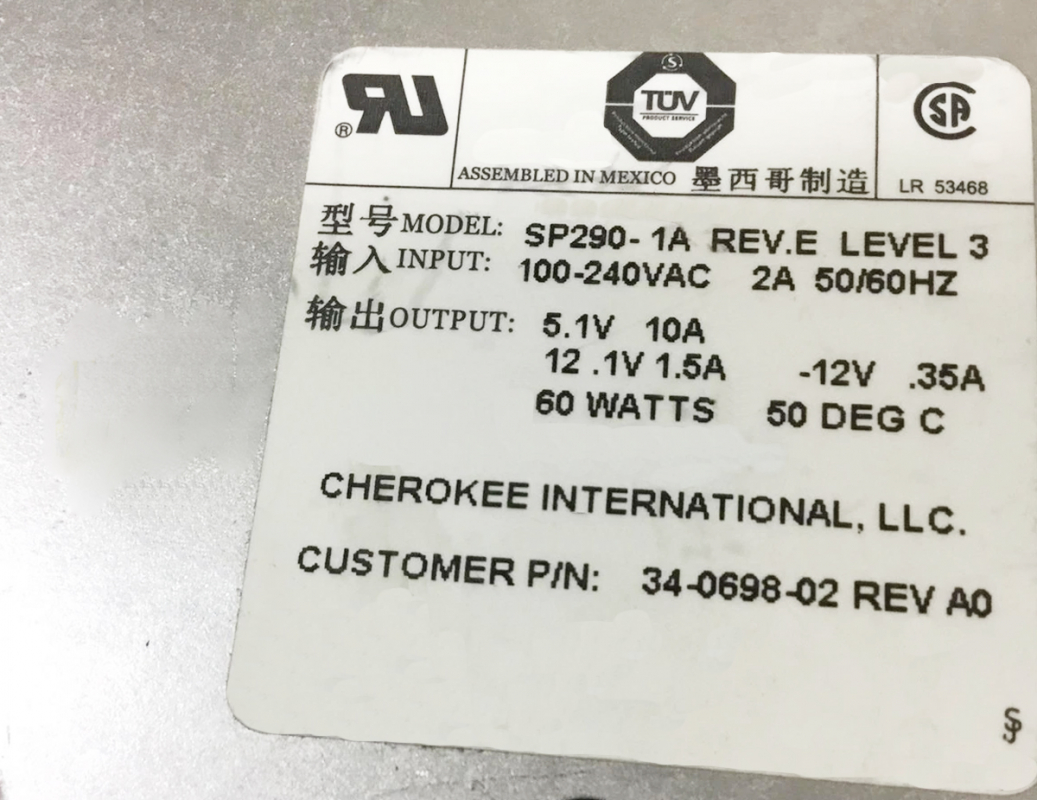 ®
S
TÜV
PRODUCT SERVICE
SA
ASSEMBLED IN MEXICO 墨西哥制造
LR 53468
型号MODEL: SP290-1A REV.E LEVEL 3
输入INPUT: 100-240VAC 2A 50/60HZ
输出OUTPUT: 5.1V 10A
12 .1V 1.5A -12V .35A
60 WATTS 50 DEG C
CHEROKEE INTERNATIONAL, LLC.
CUSTOMER P/N: 34-0698-02 REV A0